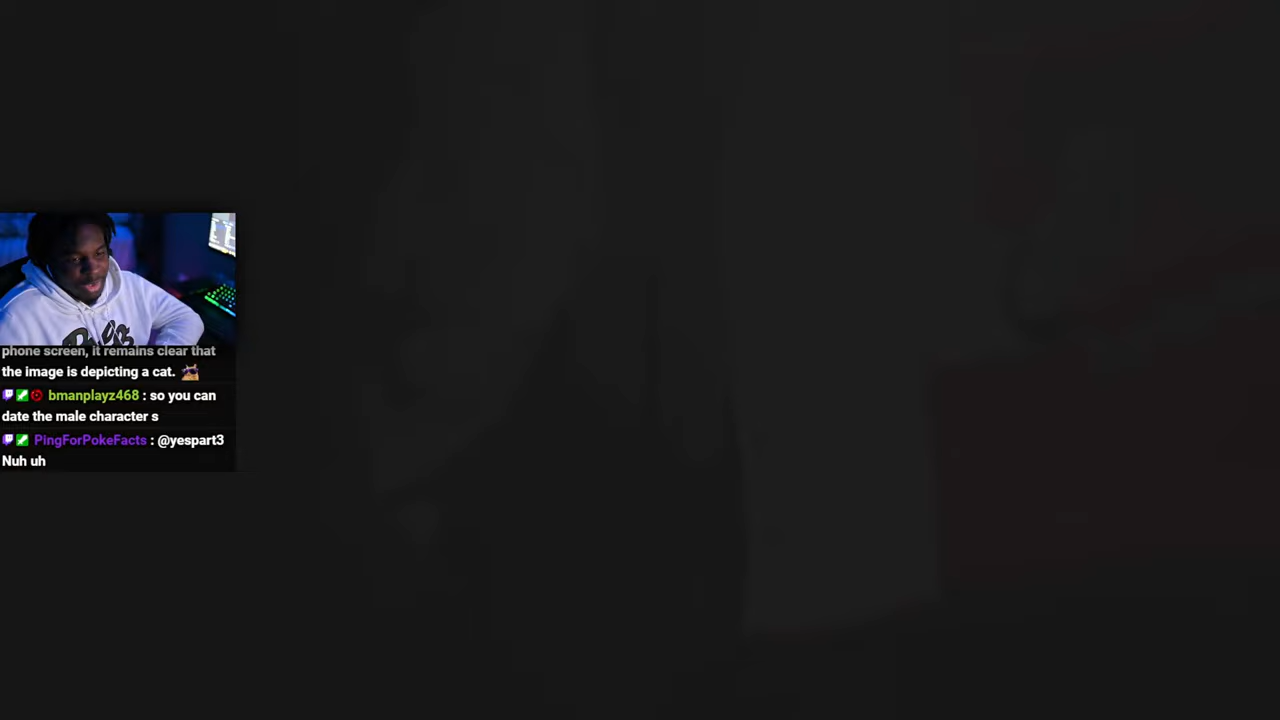 phone screen, it remains clear that
the image is depicting a cat.
bmanplayz468 : so you can
date the male character s
PingForPokeFacts : @yespart3
Nuh uh